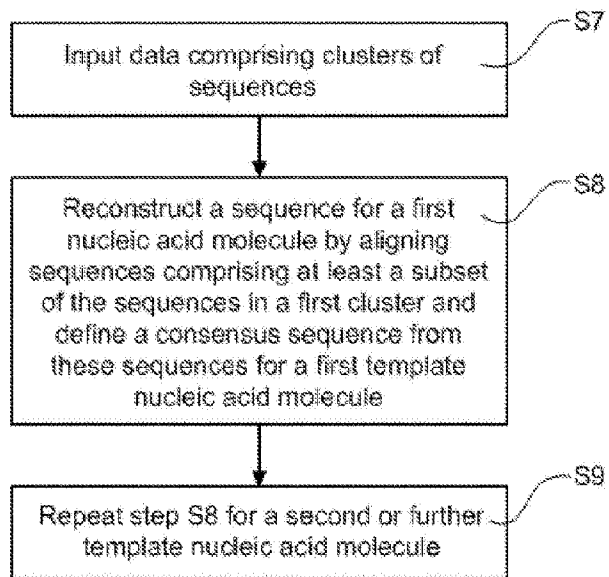 S7
Input data comprising clusters of
sequences
S8
Reconstruct a sequence for a first
nucleic acid molecule by aligning
sequences comprising at least a subset
of the sequences in a first cluster and
define a consensus sequence from
these sequences for a first template
nucleic acid molecule
S9
Repeat step S8 for a second or further
template nucleic acid molecule